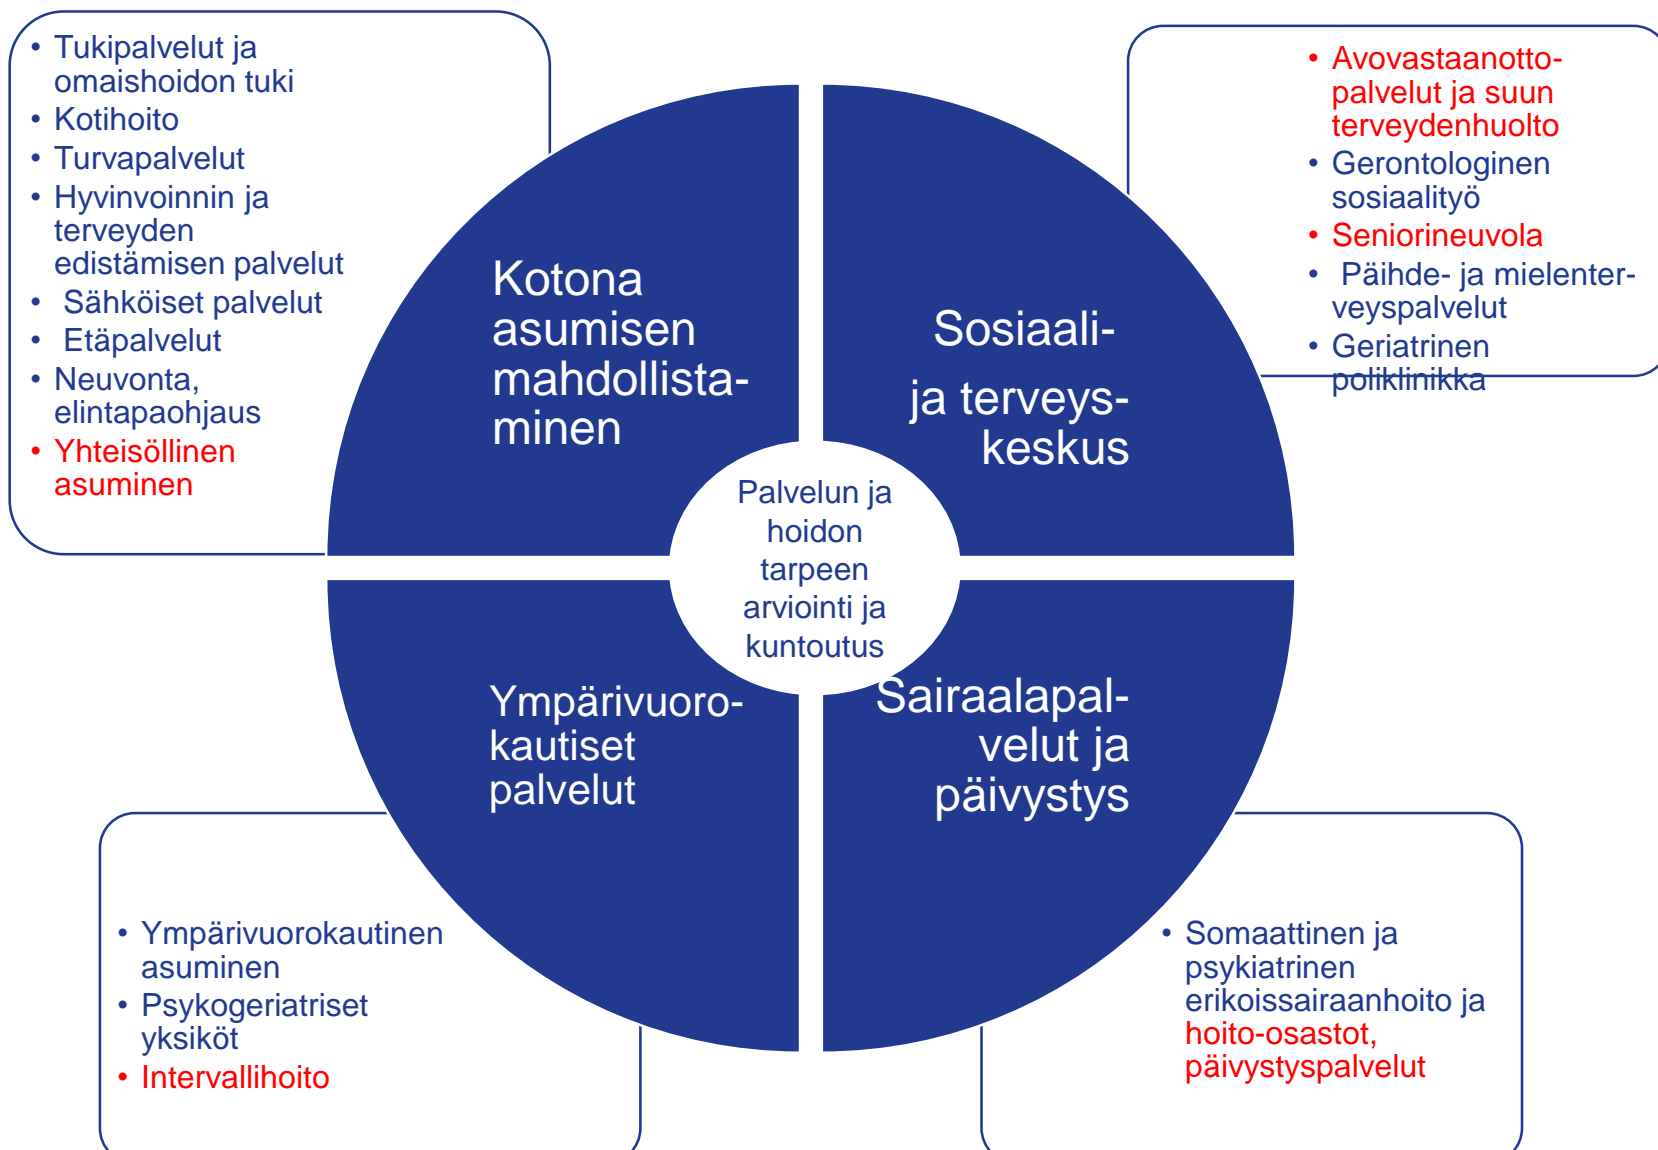 • Tukipalvelut ja
omaishoidon tuki
• Kotihoito
• Turvapalvelut
• Hyvinvoinnin ja
terveyden
edistämisen palvelut
• Sähköiset palvelut
• Etäpalvelut
• Neuvonta,
elintapaohjaus
• Yhteisöllinen
asuminen
Kotona
asumisen
mahdollista-
minen
Sosiaali-
ja terveys-
keskus
• Avovastaanotto-
palvelut ja suun
terveydenhuolto
• Gerontologinen
sosiaalityö
• Seniorineuvola
• Päihde- ja mielenter-
veyspalvelut
• Geriatrinen
poliklinikka
Palvelun ja
hoidon
tarpeen
arviointi ja
kuntoutus
Ympärivuoro-
kautiset
palvelut
Sairaalapal-
velut ja
päivystys
• Ympärivuorokautinen
asuminen
• Psykogeriatriset
yksiköt
• Intervallihoito
• Somaattinen ja
psykiatrinen
erikoissairaanhoito ja
hoito-osastot,
päivystyspalvelut